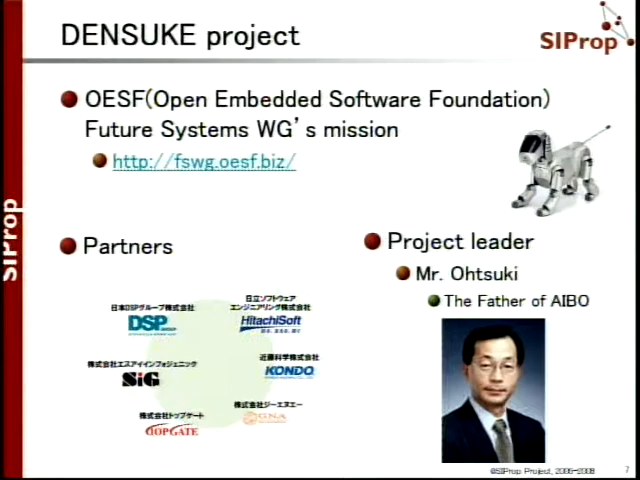 DENSUKE project
SIProp
OESF(Open Embedded Software Foundation)
Future Systems WG's mission
http://fswg.oesf.biz/
SIProp
Partners
Project leader
Mr. Ohtsuki
The Father of AIBO
日本DSPグループ株式会社
DSP
日立ソフトウェア
エンジニアリング株式会社
HitachiSoft
株式会社エスアイインフォジェニック
SiG
近藤科学株式会社
KONDO
株式会社トップゲート
TOPGATE
株式会社ジーエヌエー
GNA
©SIProp Project, 2006-2008
7